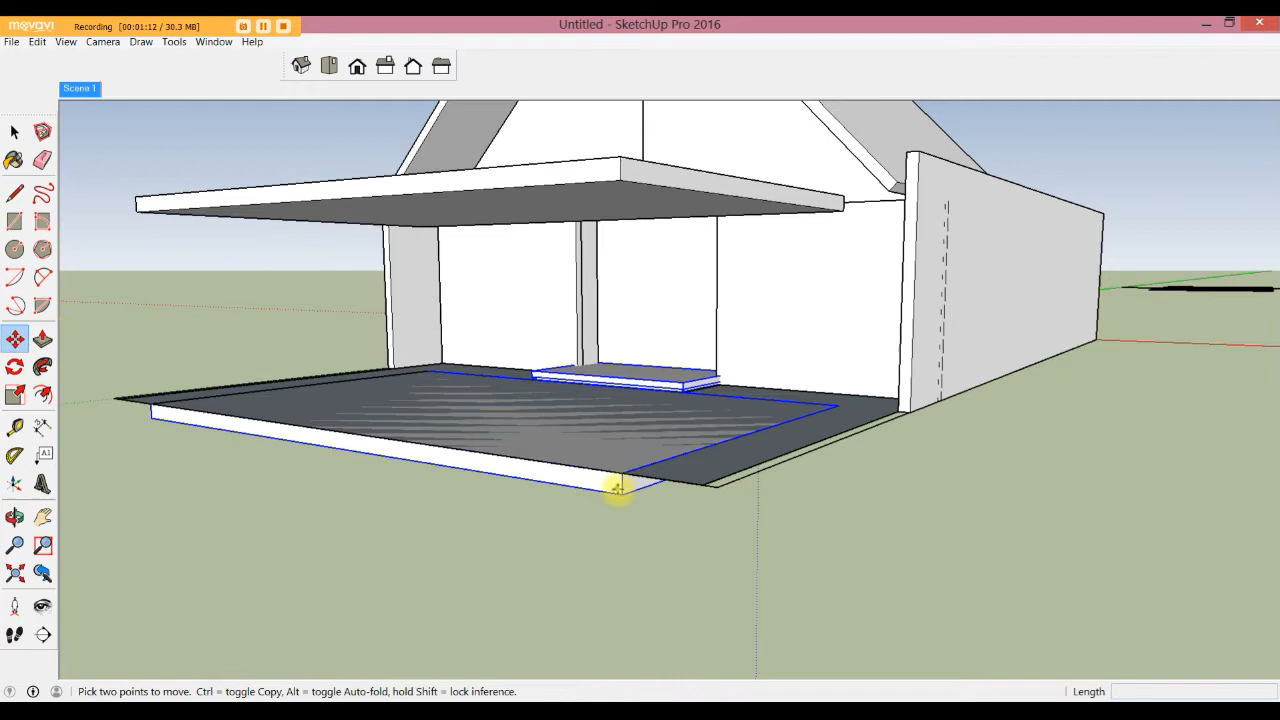 movavi Recording [00:01:12 / 30.3 MB] Untitled - SketchUp Pro 2016
File Edit View Camera Draw Tools Window Help
Scene 1
A1
Pick two points to move. Ctrl = toggle Copy, Alt = toggle Auto-fold, hold Shift = lock inference. Length